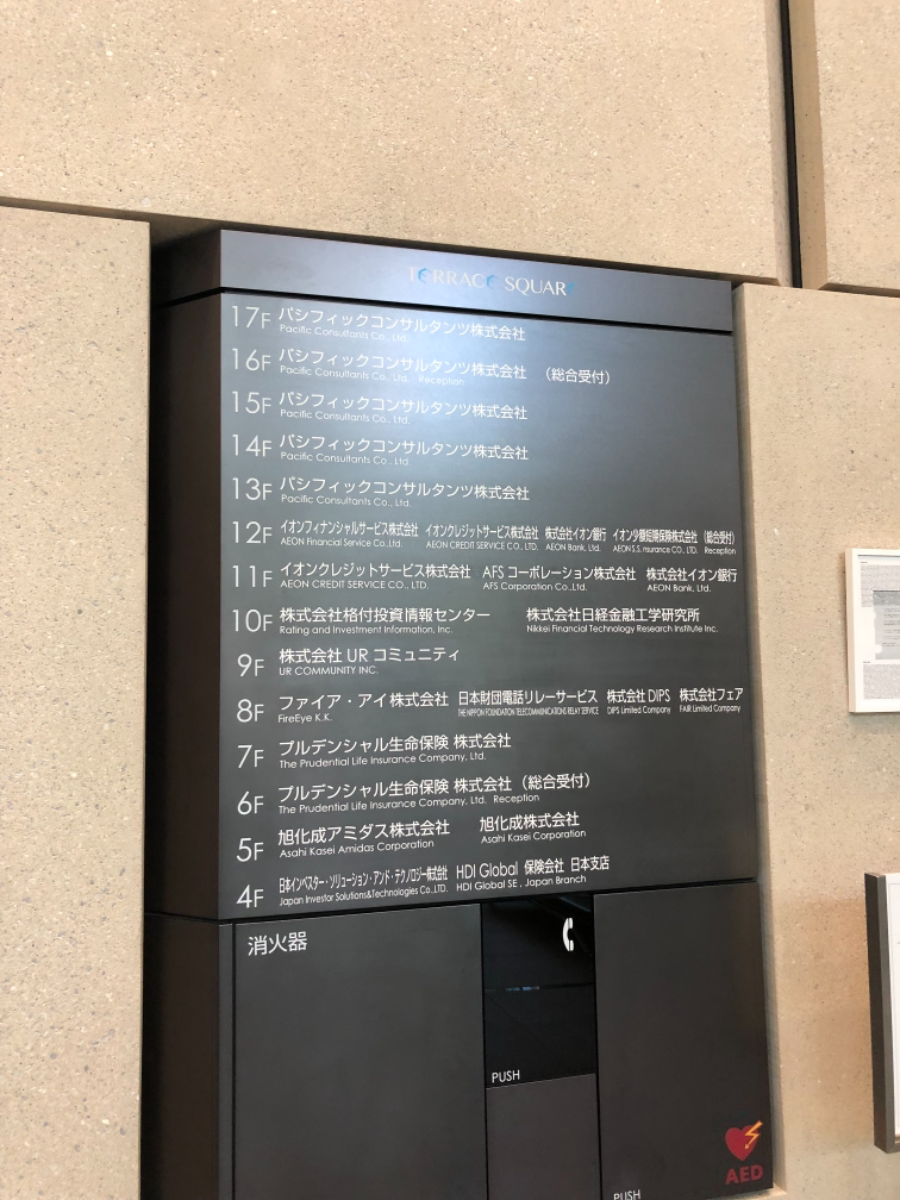 TERRACE SQUARE
17F パシフィックコンサルタンツ株式会社
Pacific Consultants Co., Ltd.
16F パシフィックコンサルタンツ株式会社 （総合受付）
Pacific Consultants Co., Ltd. Reception
15F パシフィックコンサルタンツ株式会社
Pacific Consultants Co., Ltd.
14F パシフィックコンサルタンツ株式会社
Pacific Consultants Co., Ltd.
13F パシフィックコンサルタンツ株式会社
Pacific Consultants Co., Ltd.
12F イオンフィナンシャルサービス株式会社 イオンクレジットサービス株式会社 株式会社イオン銀行 イオン少額短期保険株式会社 （総合受付）
AEON Financial Service Co.,Ltd. AEON CREDIT SERVICE CO., LTD. AEON Bank, Ltd. AEON S.S. nsurance CO., LTD. Reception
11F イオンクレジットサービス株式会社 AFS コーポレーション株式会社 株式会社イオン銀行
AEON CREDIT SERVICE CO., LTD. AFS Corporation Co.,Ltd. AEON Bank, Ltd.
10F 株式会社格付投資情報センター 株式会社日経金融工学研究所
Rating and Investment Information, Inc. Nikkei Financial Technology Research Institute Inc.
9F 株式会社 UR コミュニティ
UR COMMUNITY INC.
8F ファイア・アイ株式会社 日本財団電話リレーサービス 株式会社 DIPS 株式会社フェア
FireEye K.K. THE NIPPON FOUNDATION TELECOMMUNICATIONS RELAY SERVICE DIPS Limited Company FAIR Limited Company
7F プルデンシャル生命保険 株式会社
The Prudential Life Insurance Company, Ltd.
6F プルデンシャル生命保険 株式会社 （総合受付）
The Prudential Life Insurance Company, Ltd. Reception
5F 旭化成アミダス株式会社 旭化成株式会社
Asahi Kasei Amidas Corporation Asahi Kasei Corporation
4F 日本インベスター・ソリューション・アンド・テクノロジー株式会社 HDI Global 保険会社 日本支店
Japan Investor Solutions&Technologies Co.,LTD. HDI Global SE , Japan Branch
消火器
PUSH
AED
PUSH